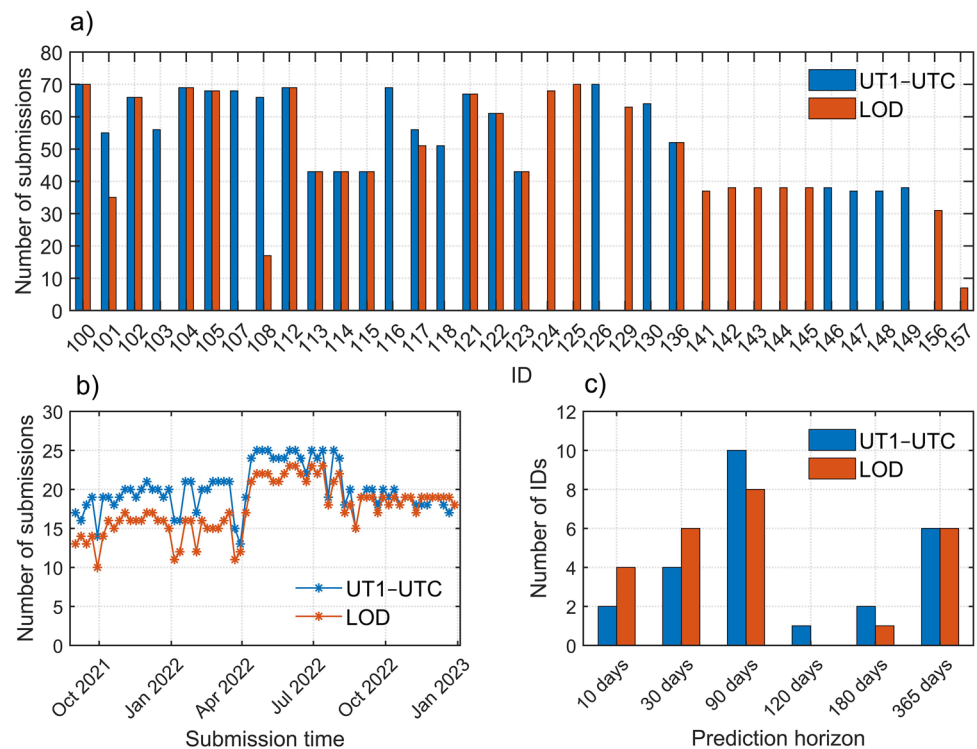 a)
Number of submissions
80
70
60
50
40
30
20
10
0
UT1−UTC
LOD
100 101 102 103 104 105 107 108 112 113 114 115 116 117 118 121 122 123 124 125 126 129 130 136 141 142 143 144 145 146 147 148 149 156 157
ID
b)
Number of submissions
30
25
20
15
10
5
0
UT1−UTC
LOD
Oct 2021 Jan 2022 Apr 2022 Jul 2022 Oct 2022 Jan 2023
Submission time
c)
Number of IDs
12
10
8
6
4
2
0
UT1−UTC
LOD
10 days 30 days 90 days 120 days 180 days 365 days
Prediction horizon